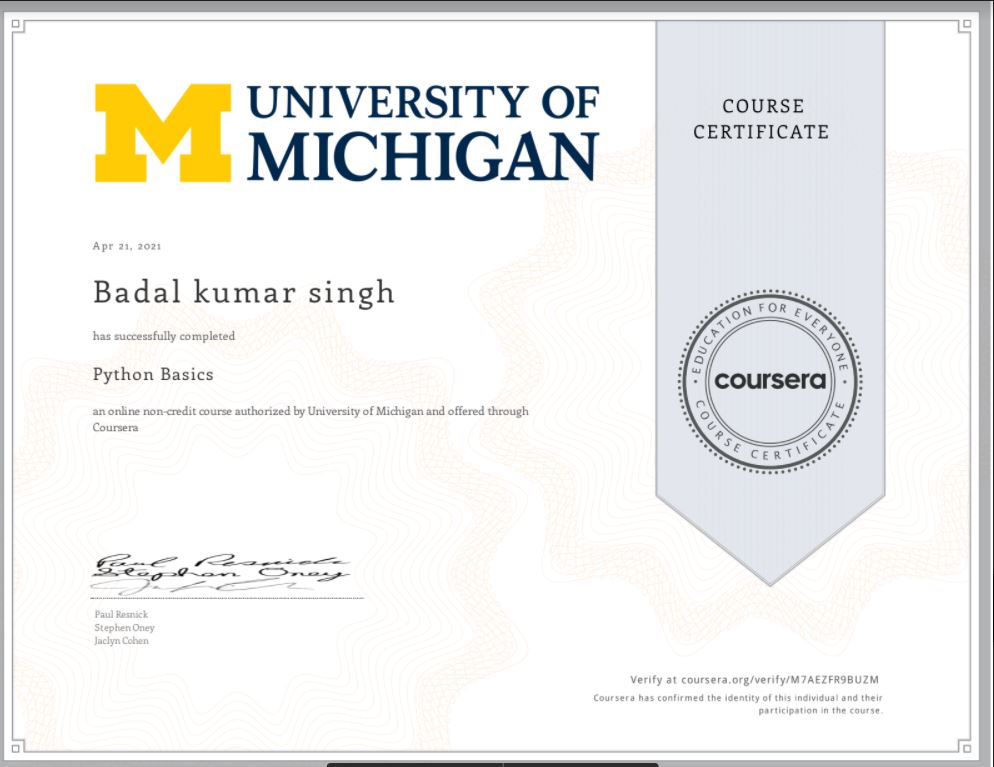 UNIVERSITY OF
MICHIGAN
COURSE
CERTIFICATE
Apr 21, 2021
Badal kumar singh
has successfully completed
Python Basics
an online non-credit course authorized by University of Michigan and offered through
Coursera
EDUCATION FOR EVERYONE
coursera
COURSE CERTIFICATE
Paul Resnick
Stephen Oney
Paul Resnick
Stephen Oney
Jaclyn Cohen
Verify at coursera.org/verify/M7AEZFR9BUZM
Coursera has confirmed the identity of this individual and their
participation in the course.